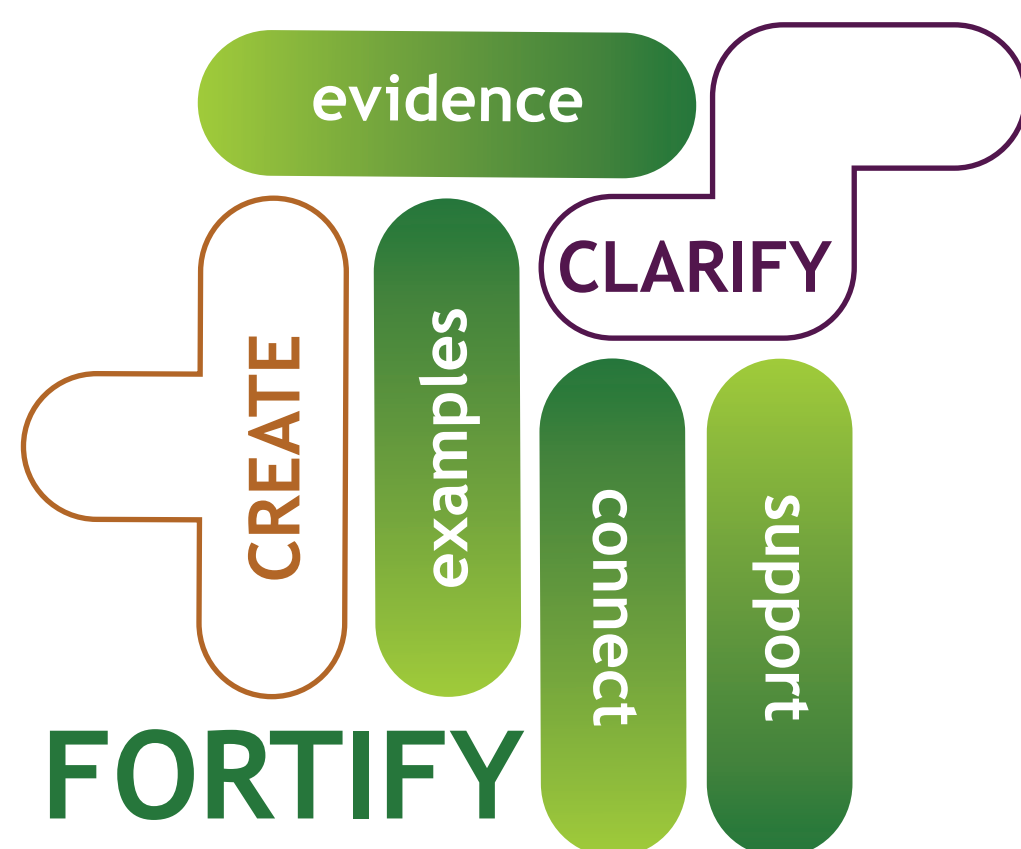 evidence
CLARIFY
CREATE
examples
connect
support
FORTIFY